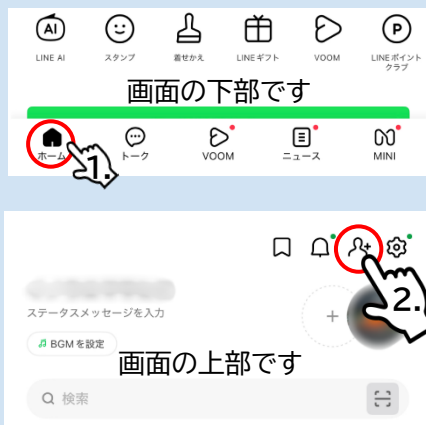 AI
P
LINE AI
スタンプ
着せかえ
LINEギフト
VOOM
LINEポイント
クラブ
画面の下部です
ホーム
トーク
VOOM
ニュース
MINI
1.
2.
ステータスメッセージを入力
BGMを設定
画面の上部です
検索